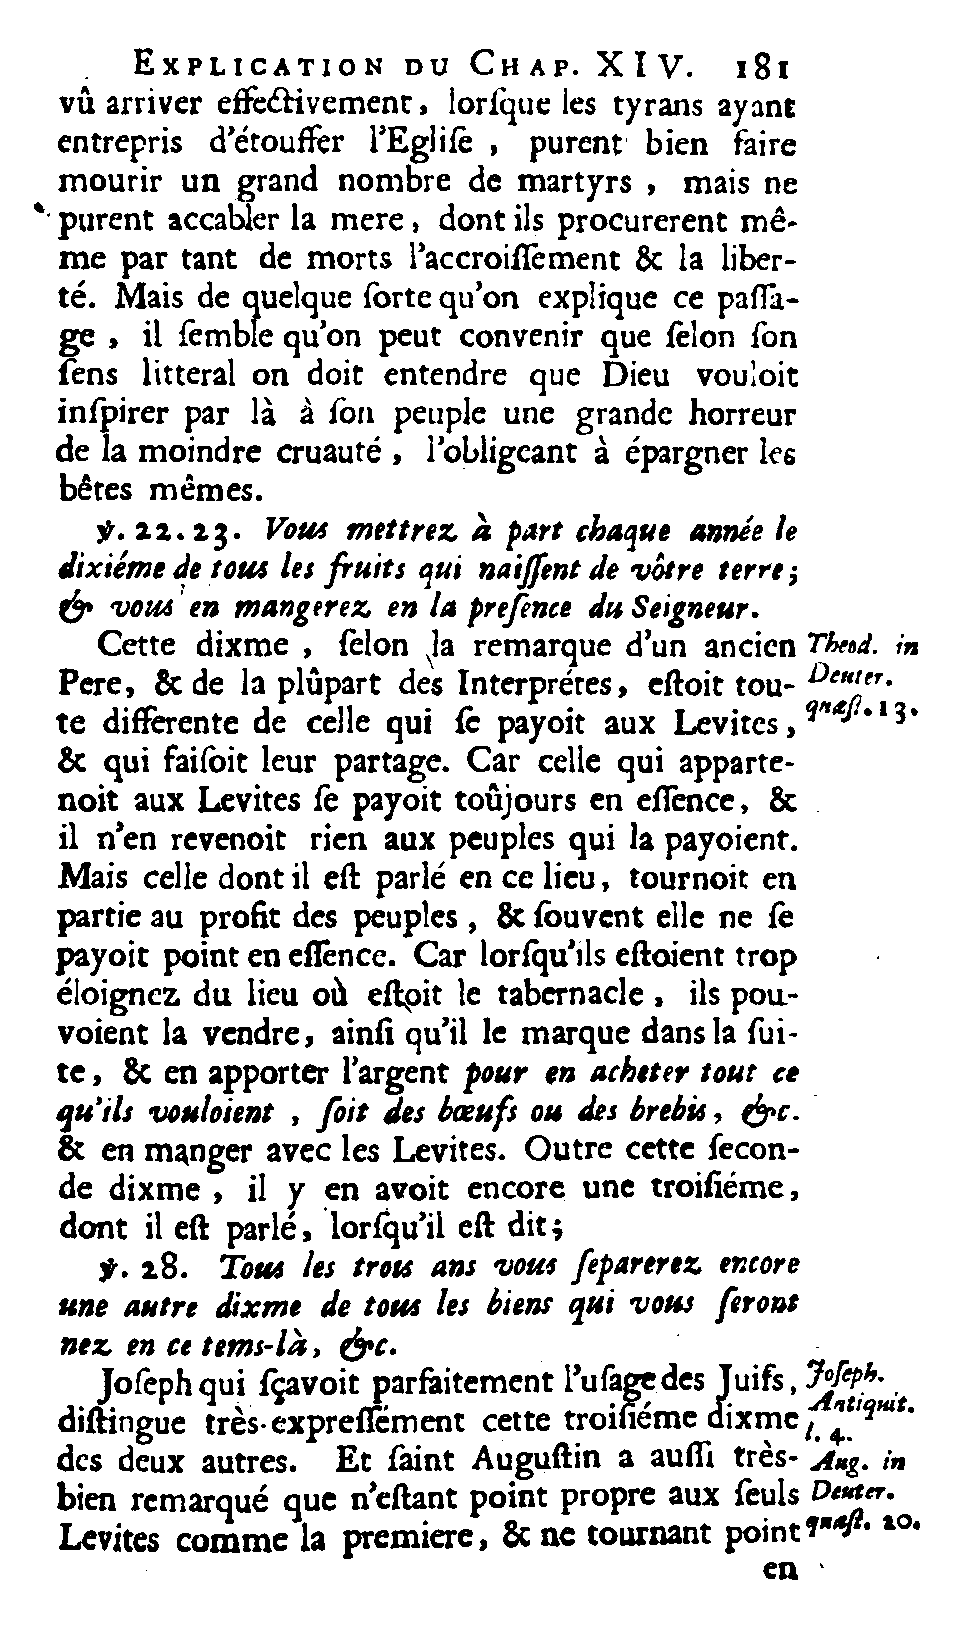 EXPLICATION DU CHAP. XIV. 181
vû arriver effectivement, lorſque les tyrans ayant
entrepris d'étouffer l'Egliſe, purent bien faire
mourir un grand nombre de martyrs, mais ne
purent accabler la mere, dont ils procurerent mê-
me par tant de morts l'accroiſſement & la liber-
té. Mais de quelque ſorte qu'on explique ce paſſa-
ge, il ſemble qu'on peut convenir que ſelon ſon
ſens litteral on doit entendre que Dieu vouloit
inſpirer par là à ſon peuple une grande horreur
de la moindre cruauté, l'obligeant à épargner les
bêtes mêmes.
℣. 22. 23. Vous mettrez à part chaque année le
dixiéme de tous les fruits qui naiſſent de vôtre terre;
& vous en mangerez en la preſence du Seigneur.
Cette dixme, ſelon la remarque d'un ancien Theod. in
Pere, & de la plûpart des Interprétes, eſtoit tou- Deuter.
te differente de celle qui ſe payoit aux Levites, quæſt. 13.
& qui faiſoit leur partage. Car celle qui apparte-
noit aux Levites ſe payoit toûjours en eſſence, &
il n'en revenoit rien aux peuples qui la payoient.
Mais celle dont il eſt parlé en ce lieu, tournoit en
partie au profit des peuples, & ſouvent elle ne ſe
payoit point en eſſence. Car lorſqu'ils eſtoient trop
éloignez du lieu où eſtoit le tabernacle, ils pou-
voient la vendre, ainſi qu'il le marque dans la ſui-
te, & en apporter l'argent pour en acheter tout ce
qu'ils vouloient, ſoit des bœufs ou des brebis, &c.
& en manger avec les Levites. Outre cette ſecon-
de dixme, il y en avoit encore une troiſiéme,
dont il eſt parlé, lorſqu'il eſt dit;
℣. 28. Tous les trois ans vous ſeparerez encore
une autre dixme de tous les biens qui vous ſeront
nez en ce tems-là, &c.
Joſeph qui ſçavoit parfaitement l'uſage des Juifs, Joſeph.
diſtingue très-expreſſément cette troiſiéme dixme Antiquit. l. 4.
des deux autres. Et ſaint Auguſtin a auſſi très- Aug. in
bien remarqué que n'eſtant point propre aux ſeuls Deuter.
Levites comme la premiere, & ne tournant point quæſt. 20.
en